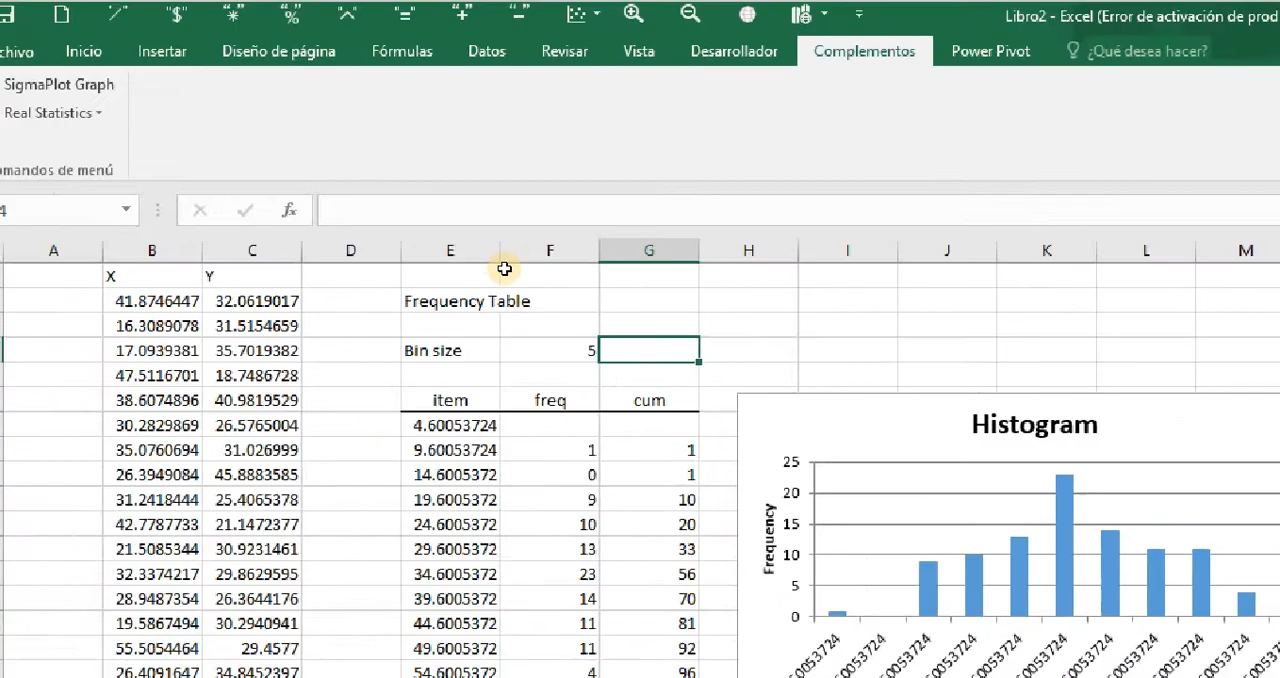 Libro2 - Excel (Error de activación de prod
chivo Inicio Insertar Diseño de página Fórmulas Datos Revisar Vista Desarrollador Complementos Power Pivot ¿Qué desea hacer?
SigmaPlot Graph
Real Statistics
omandos de menú
4 fx
A B C D E F G H I J K L M
X Y
41.8746447 32.0619017 Frequency Table
16.3089078 31.5154659
17.0939381 35.7019382 Bin size 5
47.5116701 18.7486728
38.6074896 40.9819529 item freq cum
30.2829869 26.5765004 4.60053724
35.0760694 31.026999 9.60053724 1 1
26.3949084 45.8883585 14.6005372 0 1
31.2418444 25.4065378 19.6005372 9 10
42.7787733 21.1472377 24.6005372 10 20
21.5085344 30.9231461 29.6005372 13 33
32.3374217 29.8629595 34.6005372 23 56
28.9487354 26.3644176 39.6005372 14 70
19.5867494 30.2940941 44.6005372 11 81
55.5054464 29.4577 49.6005372 11 92
26.4091647 34.8452397 54.6005372 4 96
Histogram
Frequency
25
20
15
10
5
0